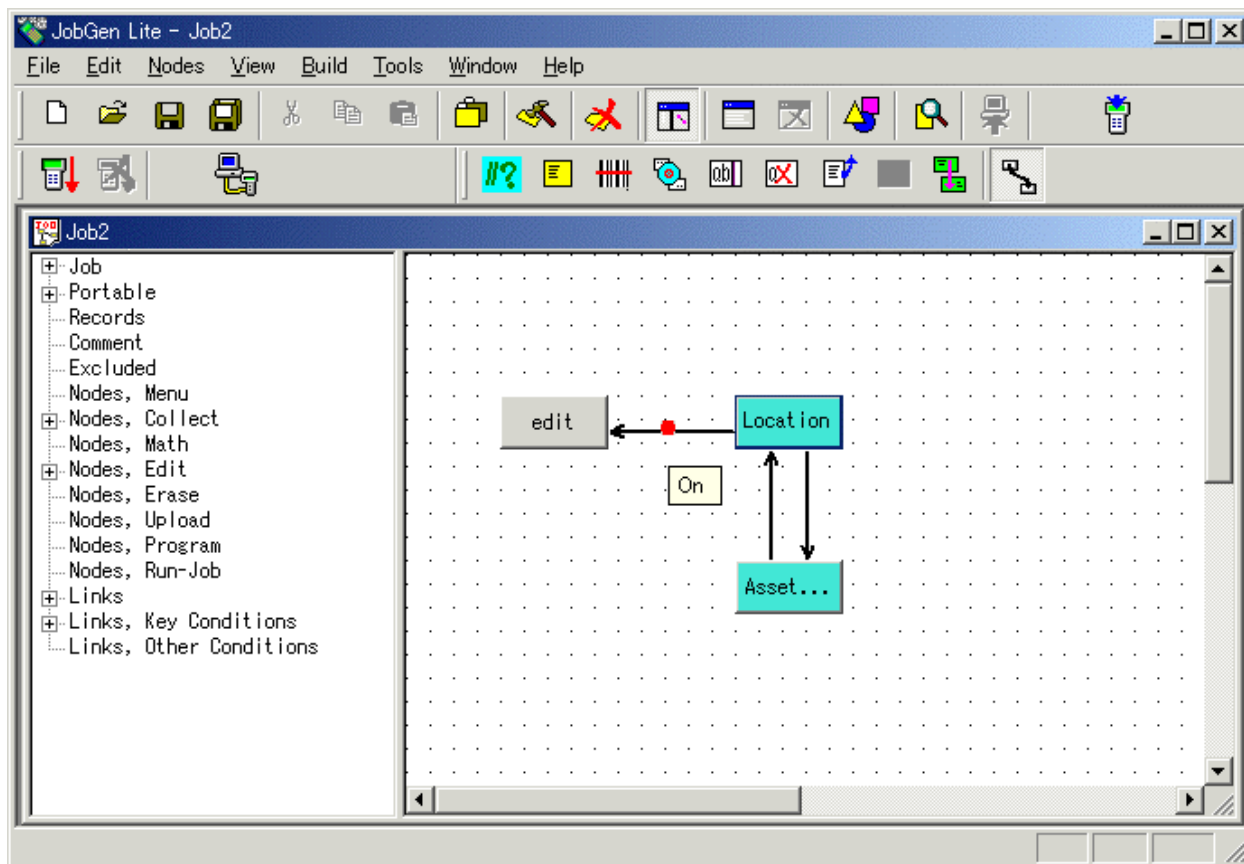 JobGen Lite - Job2
File Edit Nodes View Build Tools Window Help
//?
ab
Job2
Job
Portable
Records
Comment
Excluded
Nodes, Menu
Nodes, Collect
Nodes, Math
Nodes, Edit
Nodes, Erase
Nodes, Upload
Nodes, Program
Nodes, Run-Job
Links
Links, Key Conditions
Links, Other Conditions
edit
Location
On
Asset...